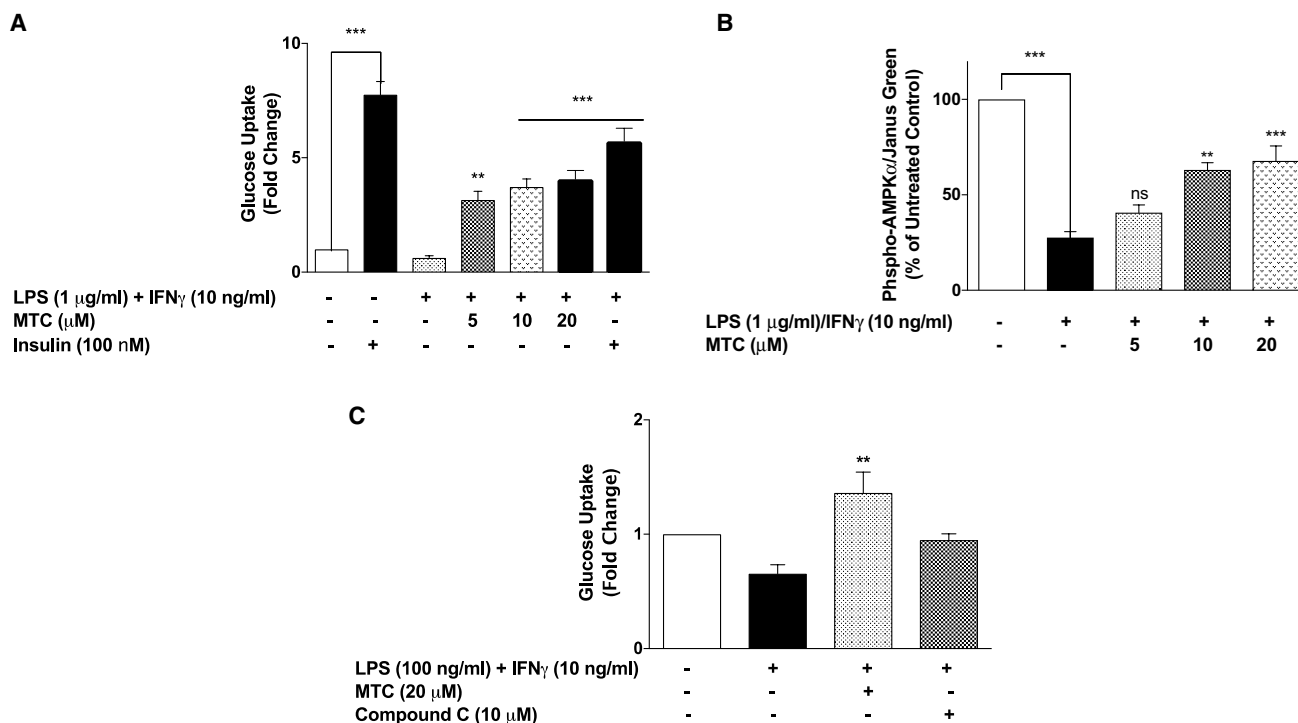 A
***
10
***
5
**
0
Glucose Uptake
(Fold Change)
LPS (1 μg/ml) + IFNγ (10 ng/ml) - - + + + + +
MTC (μM) - - - 5 10 20 -
Insulin (100 nM) - + - - - - +
B
***
100
***
**
ns
50
0
Phspho-AMPKα/Janus Green
(% of Untreated Control)
LPS (1 μg/ml)/IFNγ (10 ng/ml) - + + + +
MTC (μM) - - 5 10 20
C
2
**
1
0
Glucose Uptake
(Fold Change)
LPS (100 ng/ml) + IFNγ (10 ng/ml) - + + +
MTC (20 μM) - - + -
Compound C (10 μM) - - - +